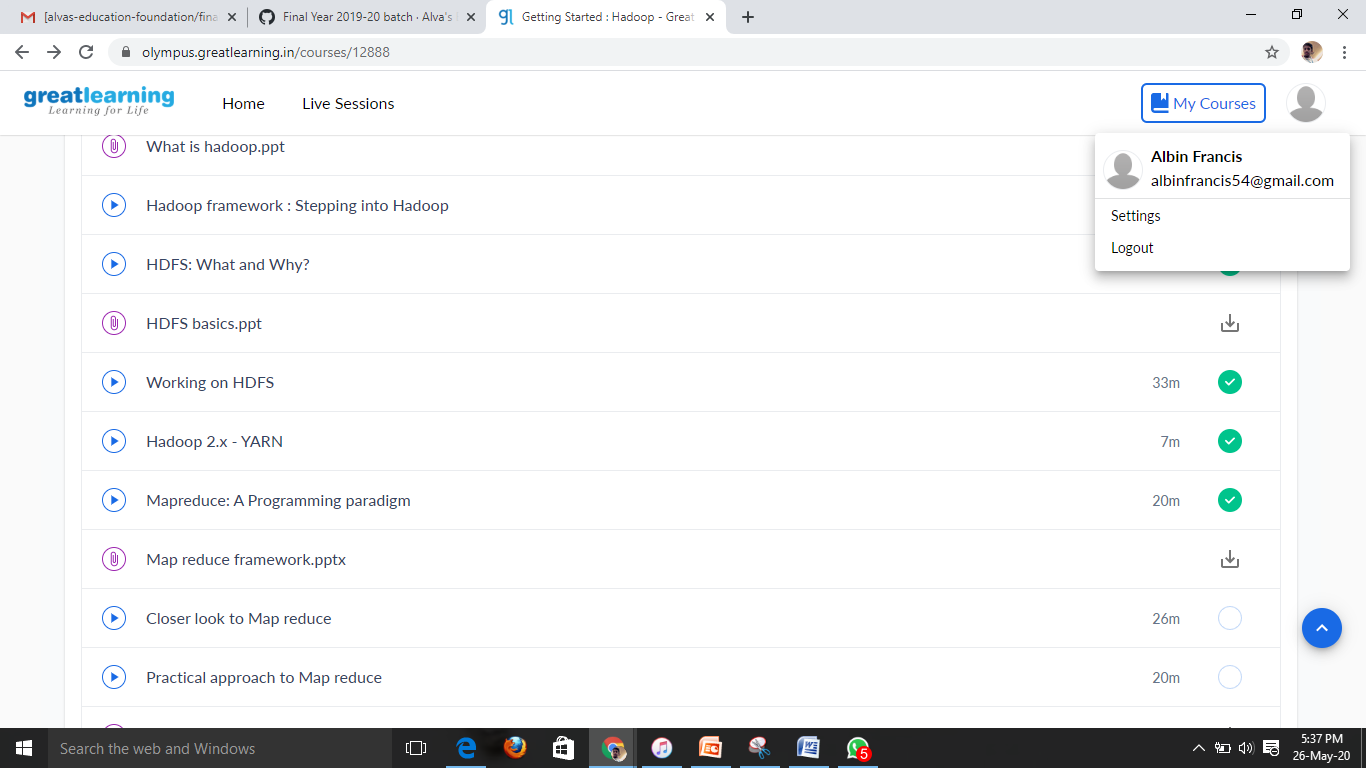 [alvas-education-foundation/fina
Final Year 2019-20 batch · Alva's
Getting Started : Hadoop - Great
olympus.greatlearning.in/courses/12888
greatlearning
Learning for Life
Home
Live Sessions
My Courses
Albin Francis
albinfrancis54@gmail.com
Settings
Logout
What is hadoop.ppt
Hadoop framework : Stepping into Hadoop
HDFS: What and Why?
HDFS basics.ppt
Working on HDFS 33m
Hadoop 2.x - YARN 7m
Mapreduce: A Programming paradigm 20m
Map reduce framework.pptx
Closer look to Map reduce 26m
Practical approach to Map reduce 20m
Search the web and Windows
5
5:37 PM
26-May-20